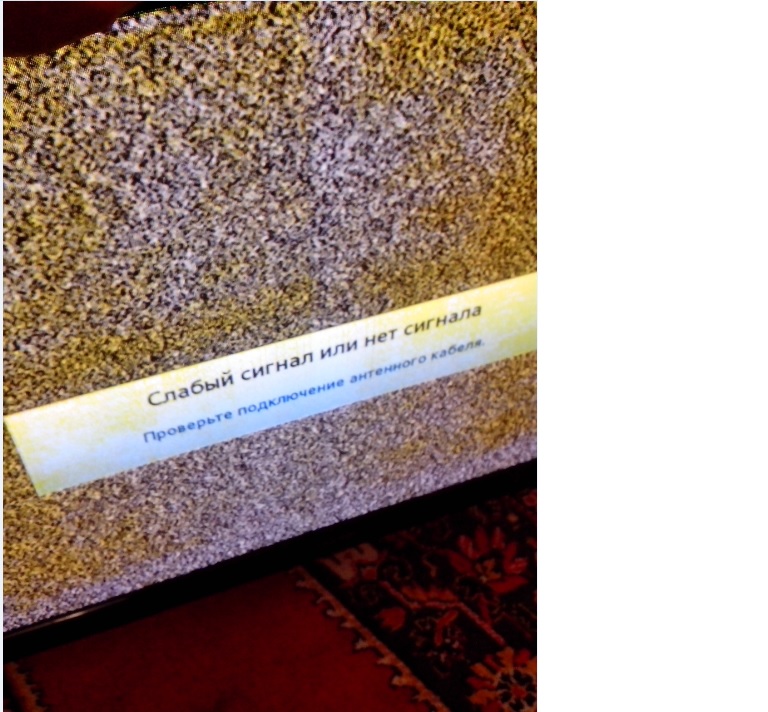 Слабый сигнал или нет сигнала
Проверьте подключение антенного кабеля.